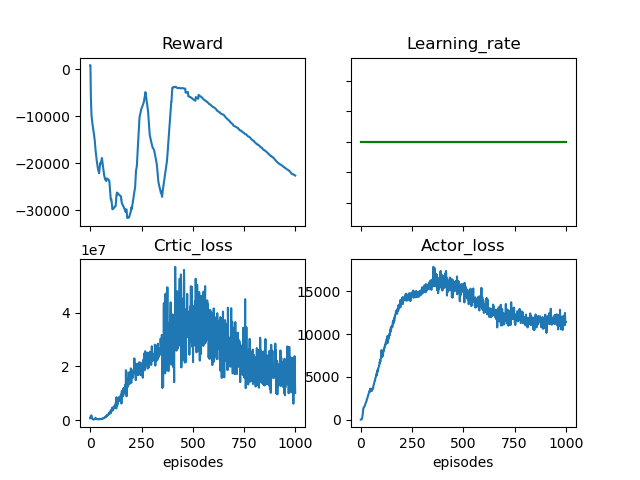 Reward
Learning_rate
0
−10000
−20000
−30000
1e7
Crtic_loss
Actor_loss
4
2
0
15000
10000
5000
0
0 250 500 750 1000
0 250 500 750 1000
episodes
episodes